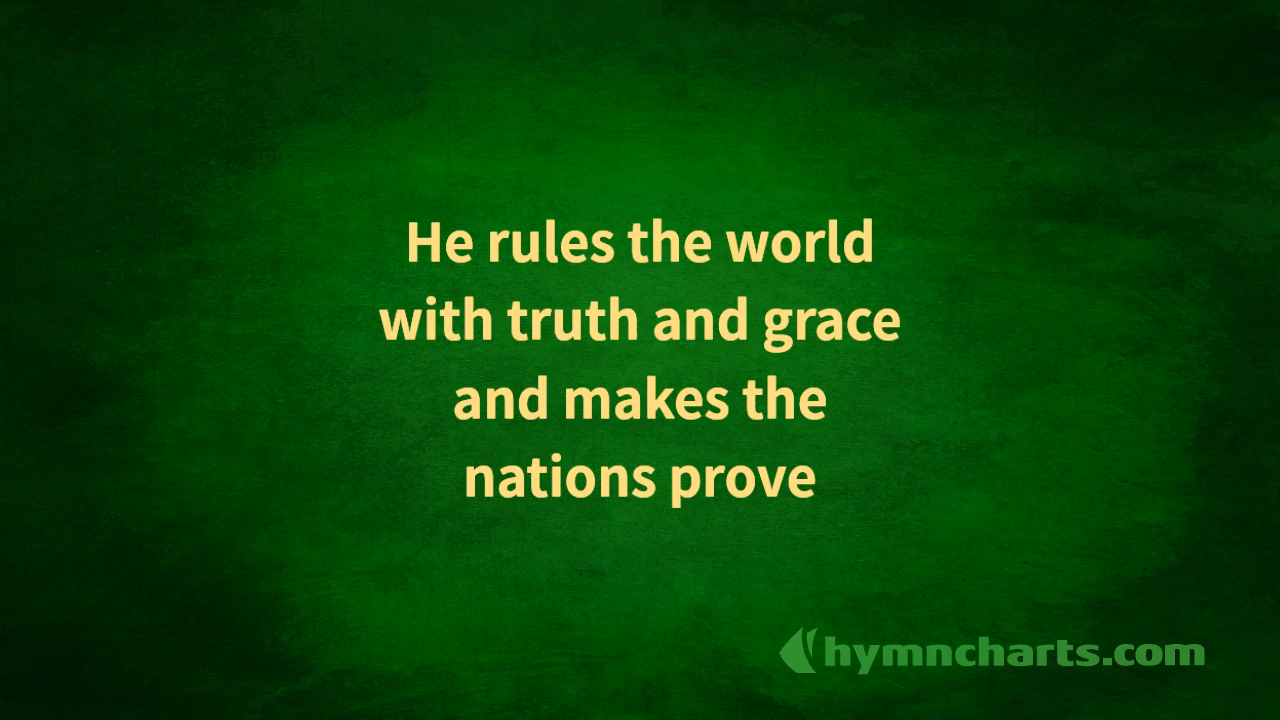 He rules the world
with truth and grace
and makes the
nations prove
hymncharts.com